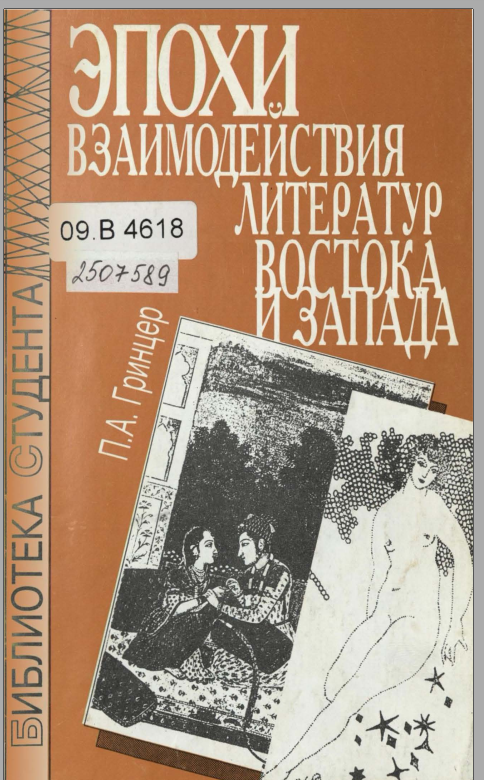 ЭПОХИ
ВЗАИМОДЕЙСТВИЯ
ЛИТЕРАТУР
ВОСТОКА
И ЗАПАДА
09.В 4618
2507589
П.А. Гринцер
БИБЛИОТЕКА СТУДЕНТА